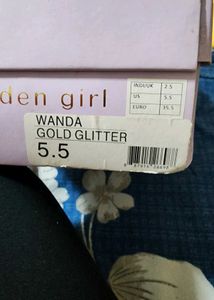 den girl
IND/UK 2.5
US 5.5
EURO 35.5
WANDA
GOLD GLITTER
5.5